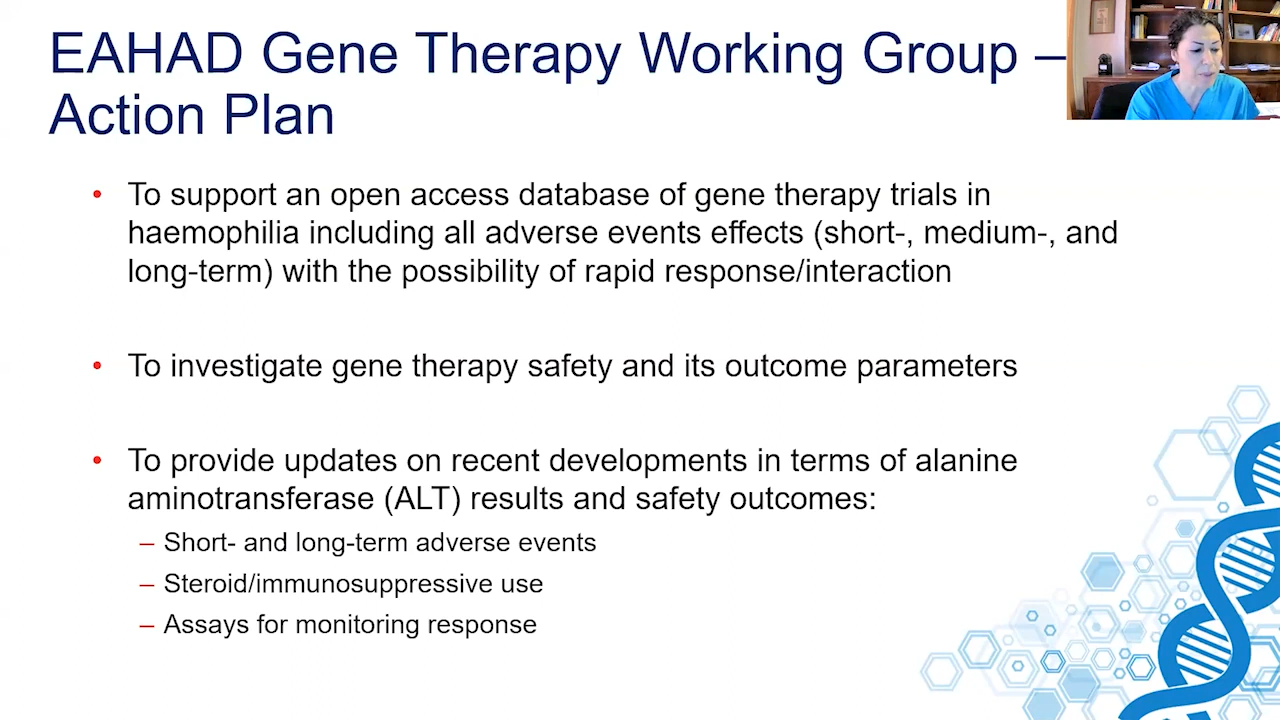 EAHAD Gene Therapy Working Group –
Action Plan
• To support an open access database of gene therapy trials in
haemophilia including all adverse events effects (short-, medium-, and
long-term) with the possibility of rapid response/interaction
• To investigate gene therapy safety and its outcome parameters
• To provide updates on recent developments in terms of alanine
aminotransferase (ALT) results and safety outcomes:
– Short- and long-term adverse events
– Steroid/immunosuppressive use
– Assays for monitoring response